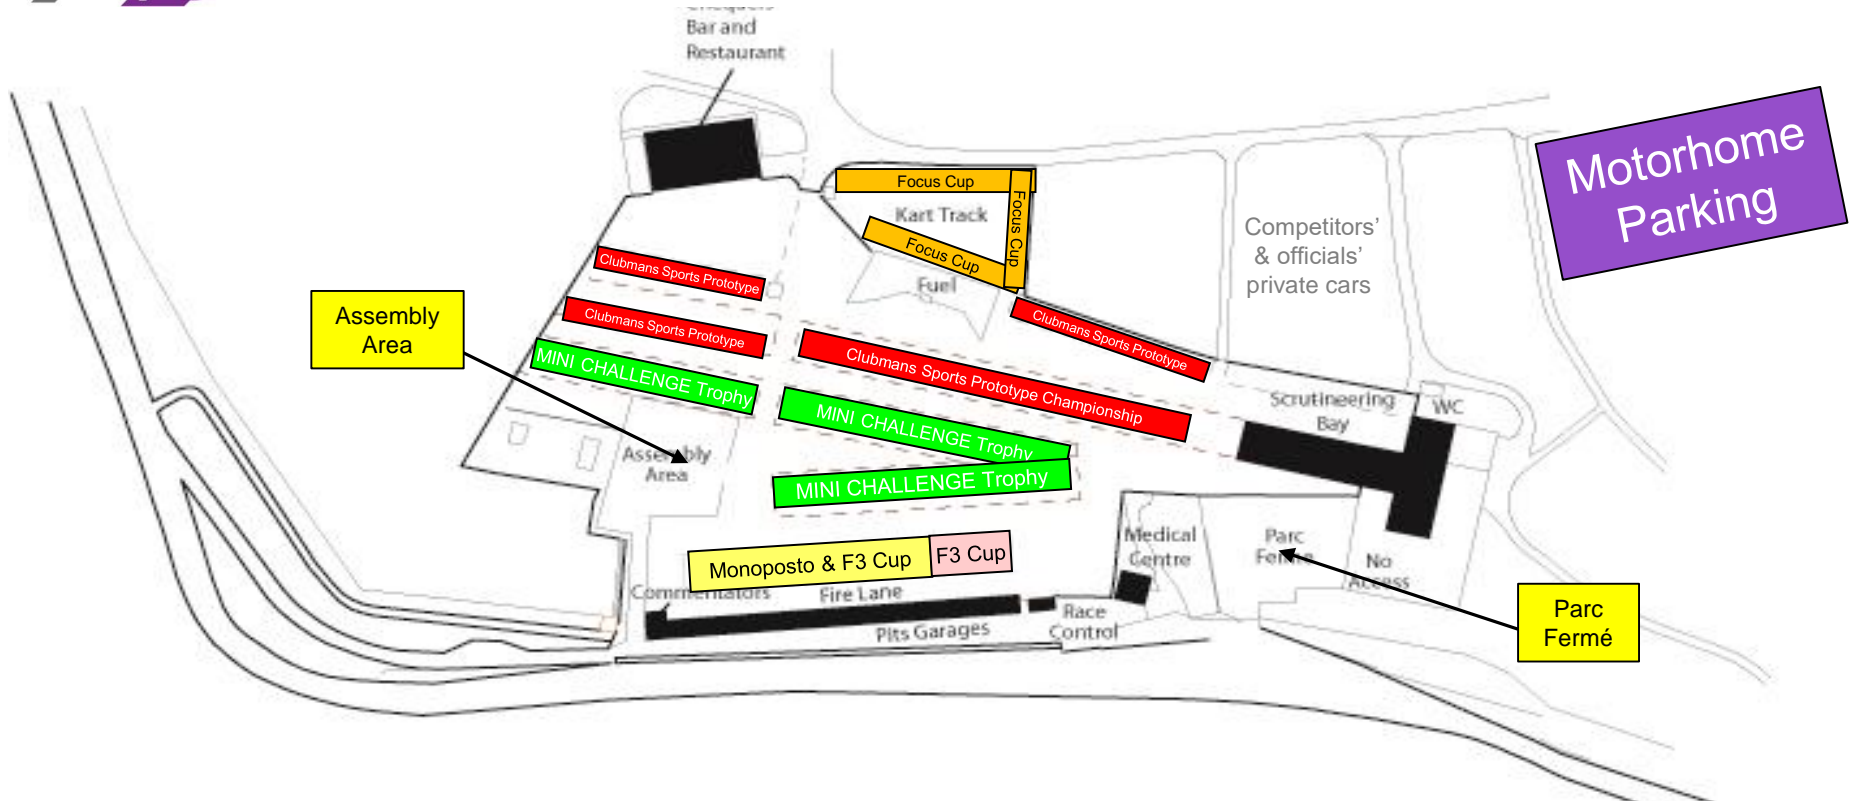 Bar and
Restaurant
Motorhome
Parking
Focus Cup
Focus Cup
Kart Track
Focus Cup
Fuel
Competitors’
& officials’
private cars
Clubmans Sports Prototype
Clubmans Sports Prototype
Clubmans Sports Prototype
Clubmans Sports Prototype Championship
Assembly
Area
MINI CHALLENGE Trophy
MINI CHALLENGE Trophy
MINI CHALLENGE Trophy
Scrutineering
Bay
WC
Assembly
Area
Medical
Centre
Parc
Ferme
No
Access
Monoposto & F3 Cup
F3 Cup
Commentators
Fire Lane
Pits Garages
Race
Control
Parc
Fermé